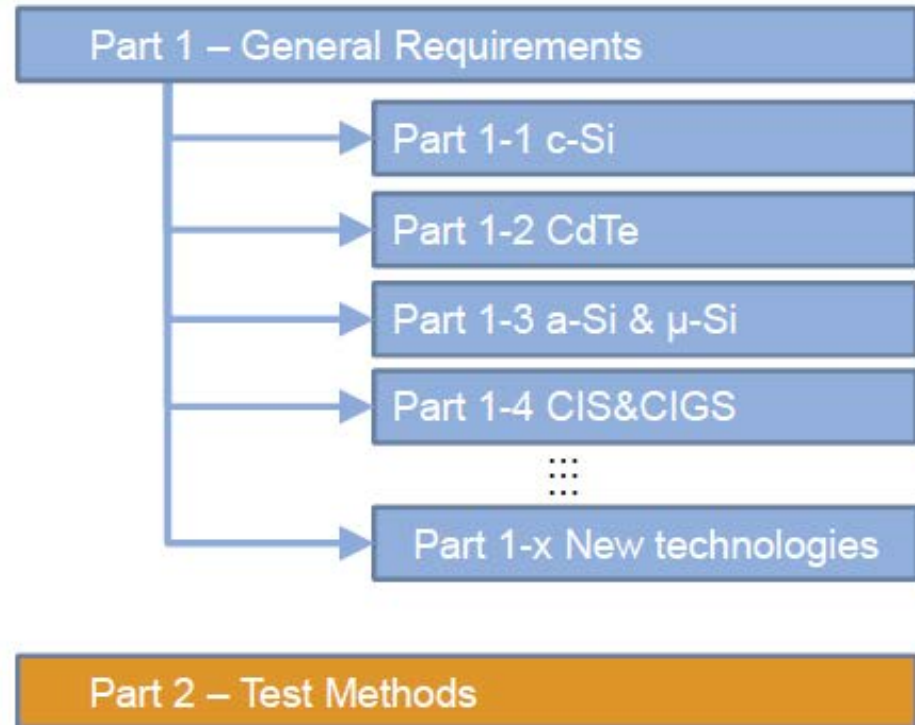 Part 1 – General Requirements
Part 1-1 c-Si
Part 1-2 CdTe
Part 1-3 a-Si & µ-Si
Part 1-4 CIS&CIGS
Part 1-x New technologies
Part 2 – Test Methods